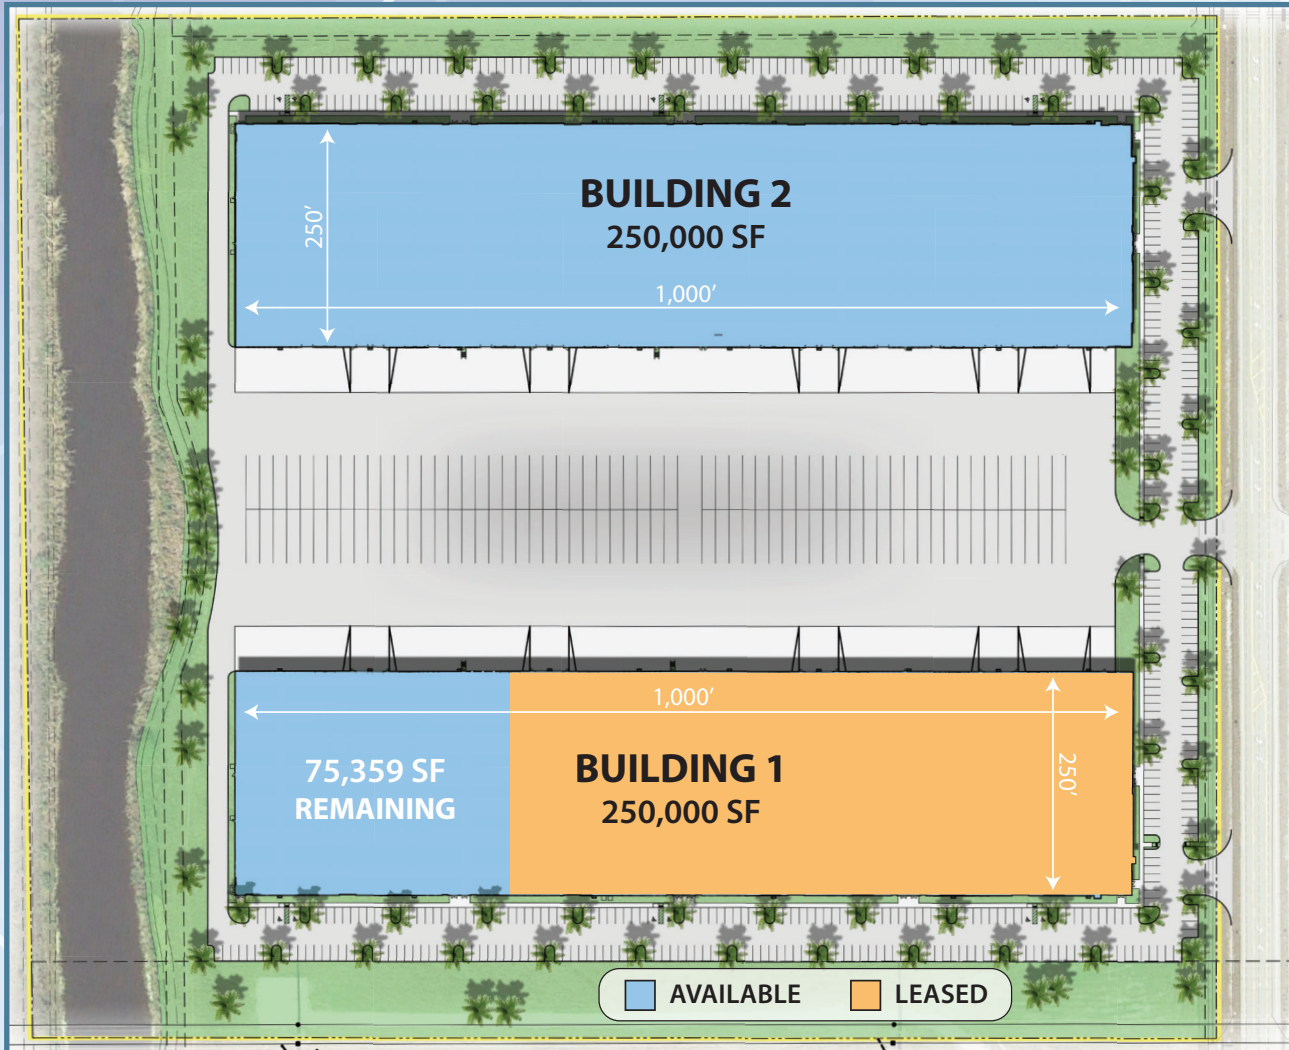 BUILDING 2
250,000 SF
250’
1,000’
1,000’
75,359 SF
REMAINING
BUILDING 1
250,000 SF
250’
AVAILABLE
LEASED